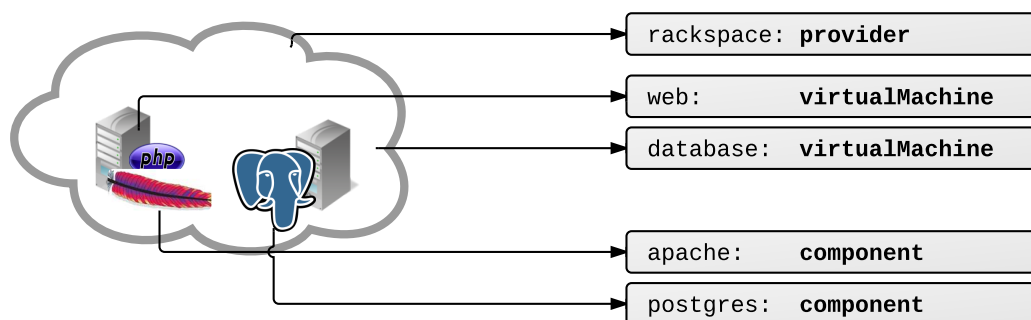 rackspace: provider
web: virtualMachine
database: virtualMachine
php
apache: component
postgres: component